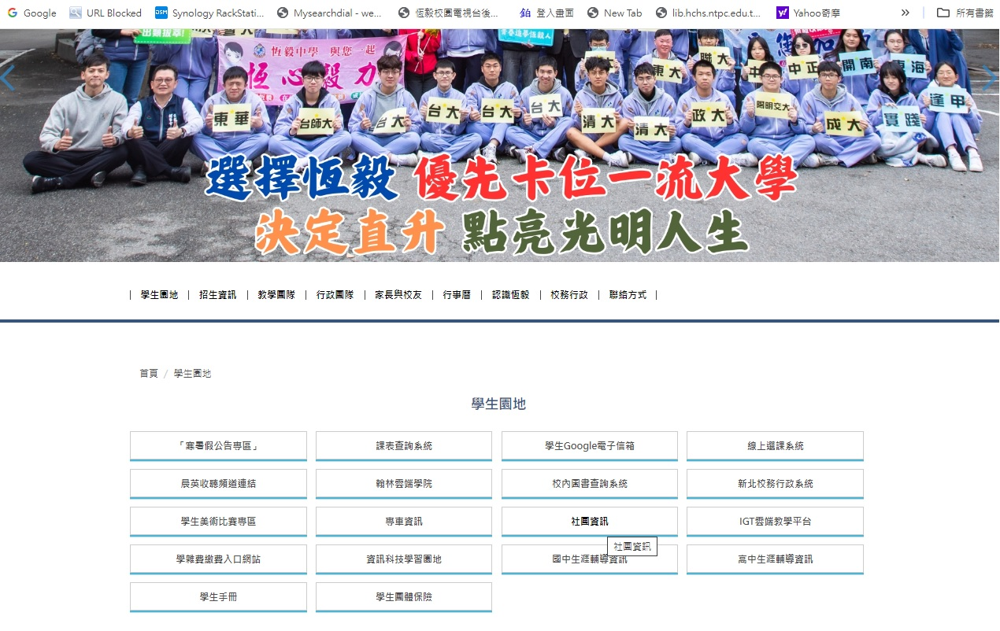 Google URL Blocked Synology RackStati... Mysearchdial - we... 恆毅校園電視台後... 登入畫面 New Tab lib.hchs.ntpc.edu.t... Yahoo奇摩 » 所有書籤
恆毅中學 與您一起
恆心毅力
青春造夢恆毅人
東華 台師大 台大 台大 台大 台大 清大 清大 東大 政大 聯大 陽明交大 中正 成大 開南 實踐 東海 逢甲
選擇恆毅 優先卡位一流大學
決定直升 點亮光明人生
| 學生園地 | 招生資訊 | 教學團隊 | 行政團隊 | 家長與校友 | 行事曆 | 認識恆毅 | 校務行政 | 聯絡方式 |
首頁 / 學生園地
學生園地
「寒暑假公告專區」 課表查詢系統 學生Google電子信箱 線上選課系統
晨英收聽頻道連結 翰林雲端學院 校內圖書查詢系統 新北校務行政系統
學生美術比賽專區 專車資訊 社團資訊 IGT雲端教學平台
社團資訊
學雜費繳費入口網站 資訊科技學習園地 國中生涯輔導資訊 高中生涯輔導資訊
學生手冊 學生團體保險